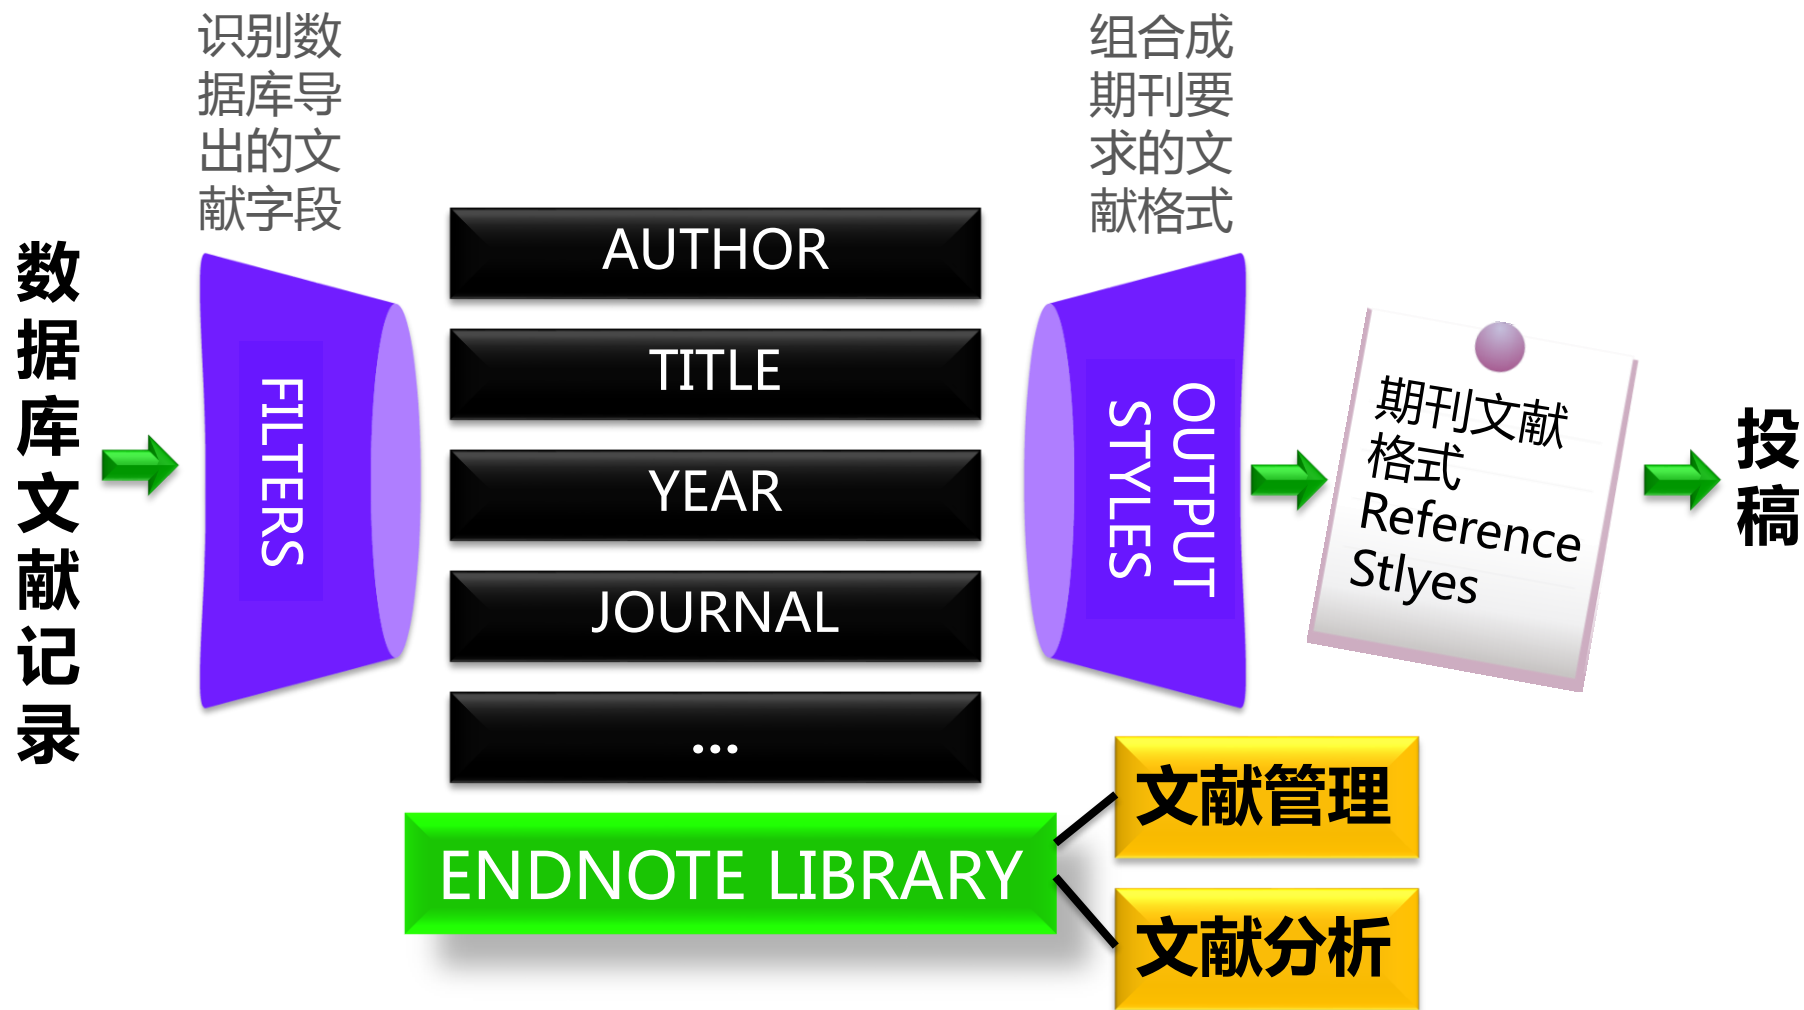 数据库文献记录
识别数
据库导
出的文
献字段
FILTERS
AUTHOR
TITLE
YEAR
JOURNAL
...
ENDNOTE LIBRARY
组合成
期刊要
求的文
献格式
OUTPUT
STYLES
期刊文献
格式
Reference
Stlyes
投稿
文献管理
文献分析